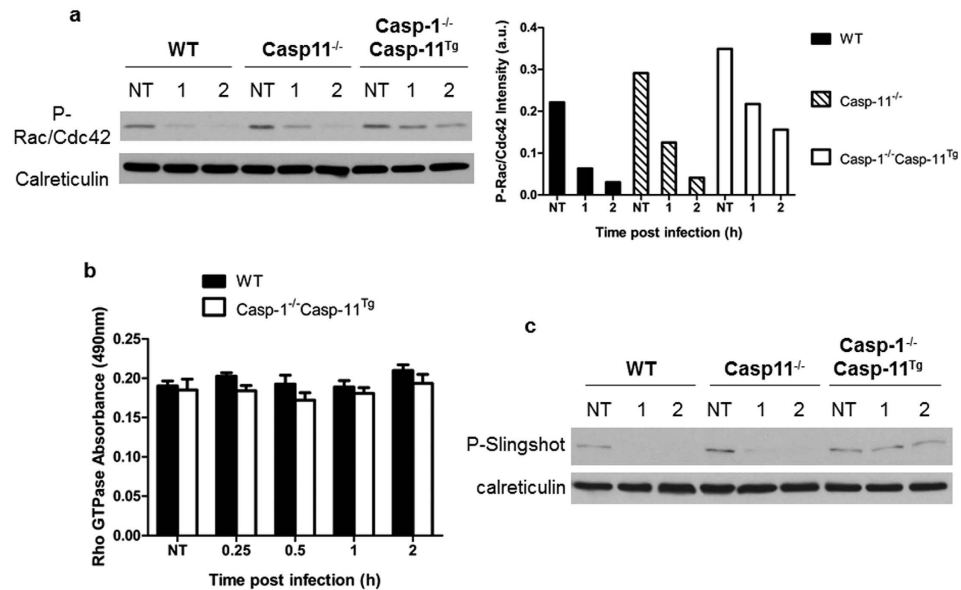 a
WT
Casp11-/-
Casp-1-/-
Casp-11Tg
NT 1 2 NT 1 2 NT 1 2
P-
Rac/Cdc42
Calreticulin
P-Rac/Cdc42 Intensity (a.u.)
0.4
0.3
0.2
0.1
0.0
NT 1 2 NT 1 2 NT 1 2
Time post infection (h)
WT
Casp-11-/-
Casp-1-/-Casp-11Tg
b
WT
Casp-1-/-Casp-11Tg
Rho GTPase Absorbance (490nm)
0.25
0.20
0.15
0.10
0.05
0.00
NT 0.25 0.5 1 2
Time post infection (h)
c
WT
Casp11-/-
Casp-1-/-
Casp-11Tg
NT 1 2 NT 1 2 NT 1 2
P-Slingshot
calreticulin